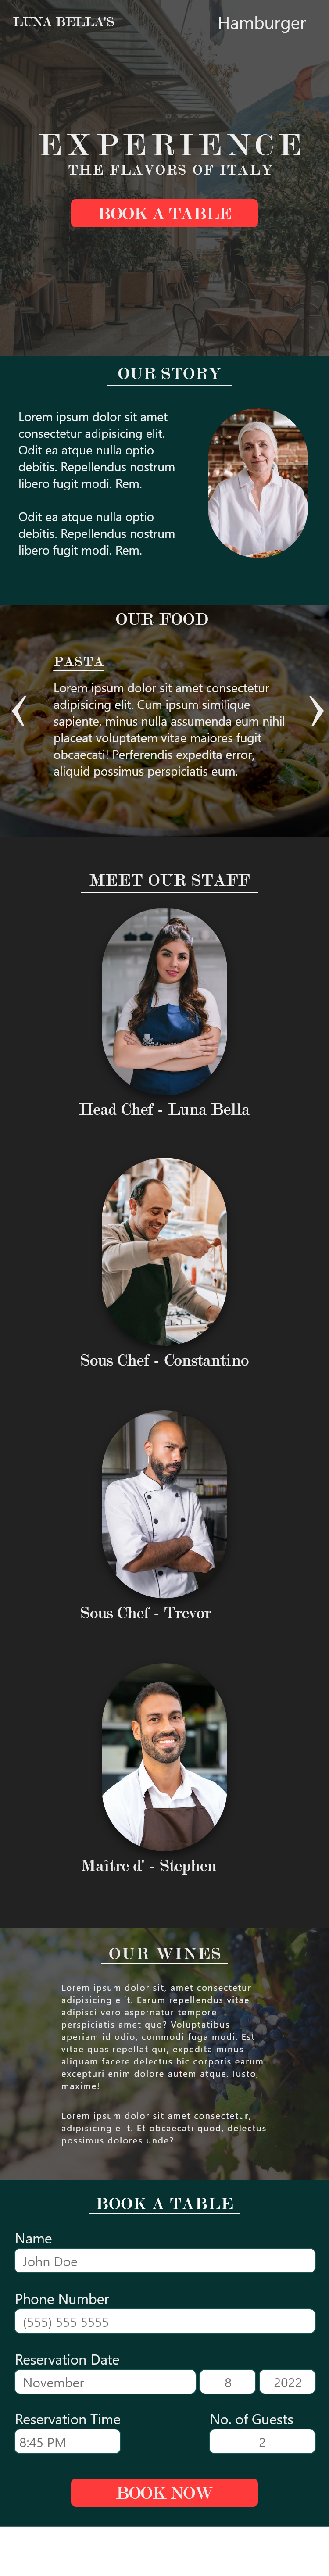 LUNA BELLA'S
Hamburger
EXPERIENCE
THE FLAVORS OF ITALY
BOOK A TABLE
OUR STORY
Lorem ipsum dolor sit amet
consectetur adipisicing elit.
Odit ea atque nulla optio
debitis. Repellendus nostrum
libero fugit modi. Rem.
Odit ea atque nulla optio
debitis. Repellendus nostrum
libero fugit modi. Rem.
OUR FOOD
PASTA
Lorem ipsum dolor sit amet consectetur
adipisicing elit. Cum ipsum similique
sapiente, minus nulla assumenda eum nihil
placeat voluptatem vitae maiores fugit
obcaecati! Perferendis expedita error,
aliquid possimus perspiciatis eum.
MEET OUR STAFF
Head Chef - Luna Bella
Sous Chef - Constantino
Sous Chef - Trevor
Maître d' - Stephen
OUR WINES
Lorem ipsum dolor sit, amet consectetur
adipisicing elit. Earum repellendus vitae
adipisci vero aspernatur tempore
perspiciatis amet quo? Voluptatibus
aperiam id odio, commodi fuga modi. Est
vitae quas repellat qui, expedita minus
aliquam facere delectus hic corporis earum
excepturi enim dolore autem atque. Iusto,
maxime!
Lorem ipsum dolor sit amet consectetur,
adipisicing elit. Et obcaecati quod, delectus
possimus dolores unde?
BOOK A TABLE
Name
John Doe
Phone Number
(555) 555 5555
Reservation Date
November 8 2022
Reservation Time No. of Guests
8:45 PM 2
BOOK NOW